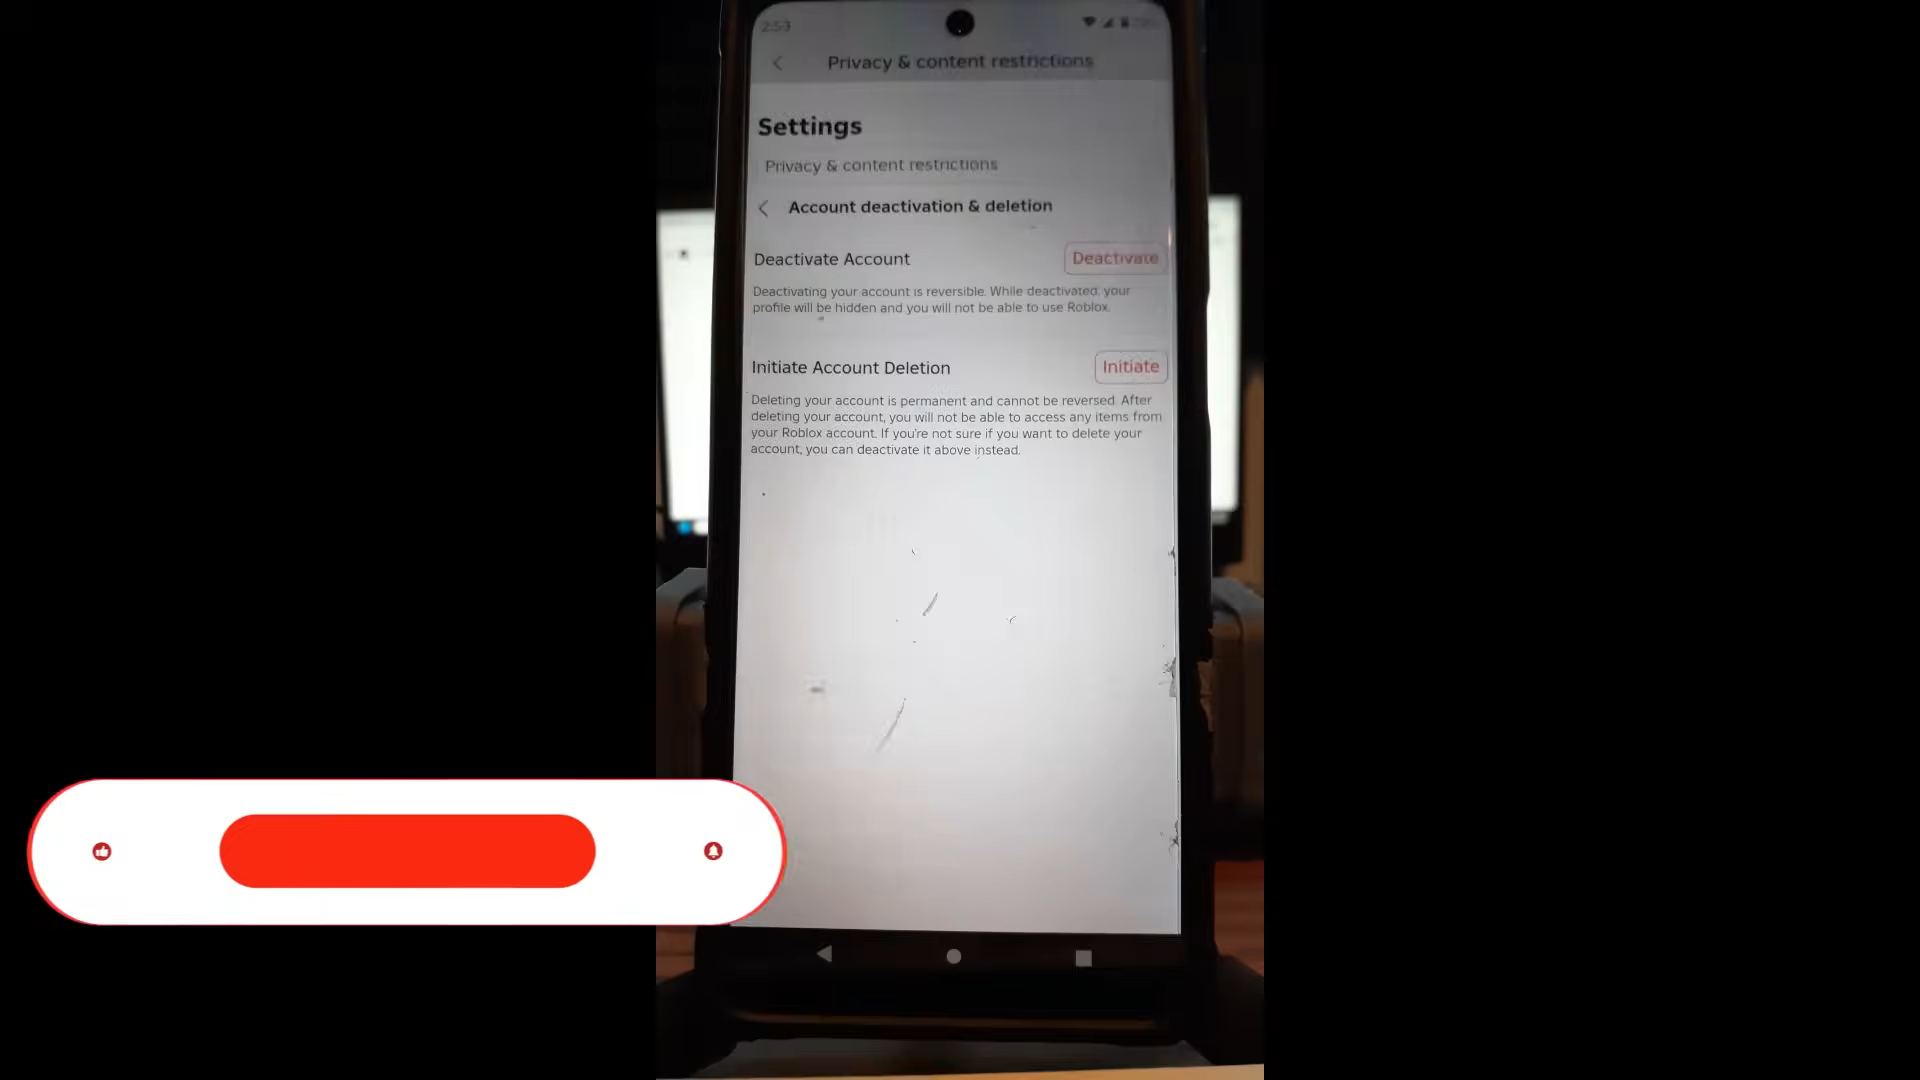 2:53
Privacy & content restrictions
Settings
Privacy & content restrictions
Account deactivation & deletion
Deactivate Account
Deactivate
Deactivating your account is reversible. While deactivated, your
profile will be hidden and you will not be able to use Roblox.
Initiate Account Deletion
Initiate
Deleting your account is permanent and cannot be reversed. After
deleting your account, you will not be able to access any items from
your Roblox account. If you're not sure if you want to delete your
account, you can deactivate it above instead.